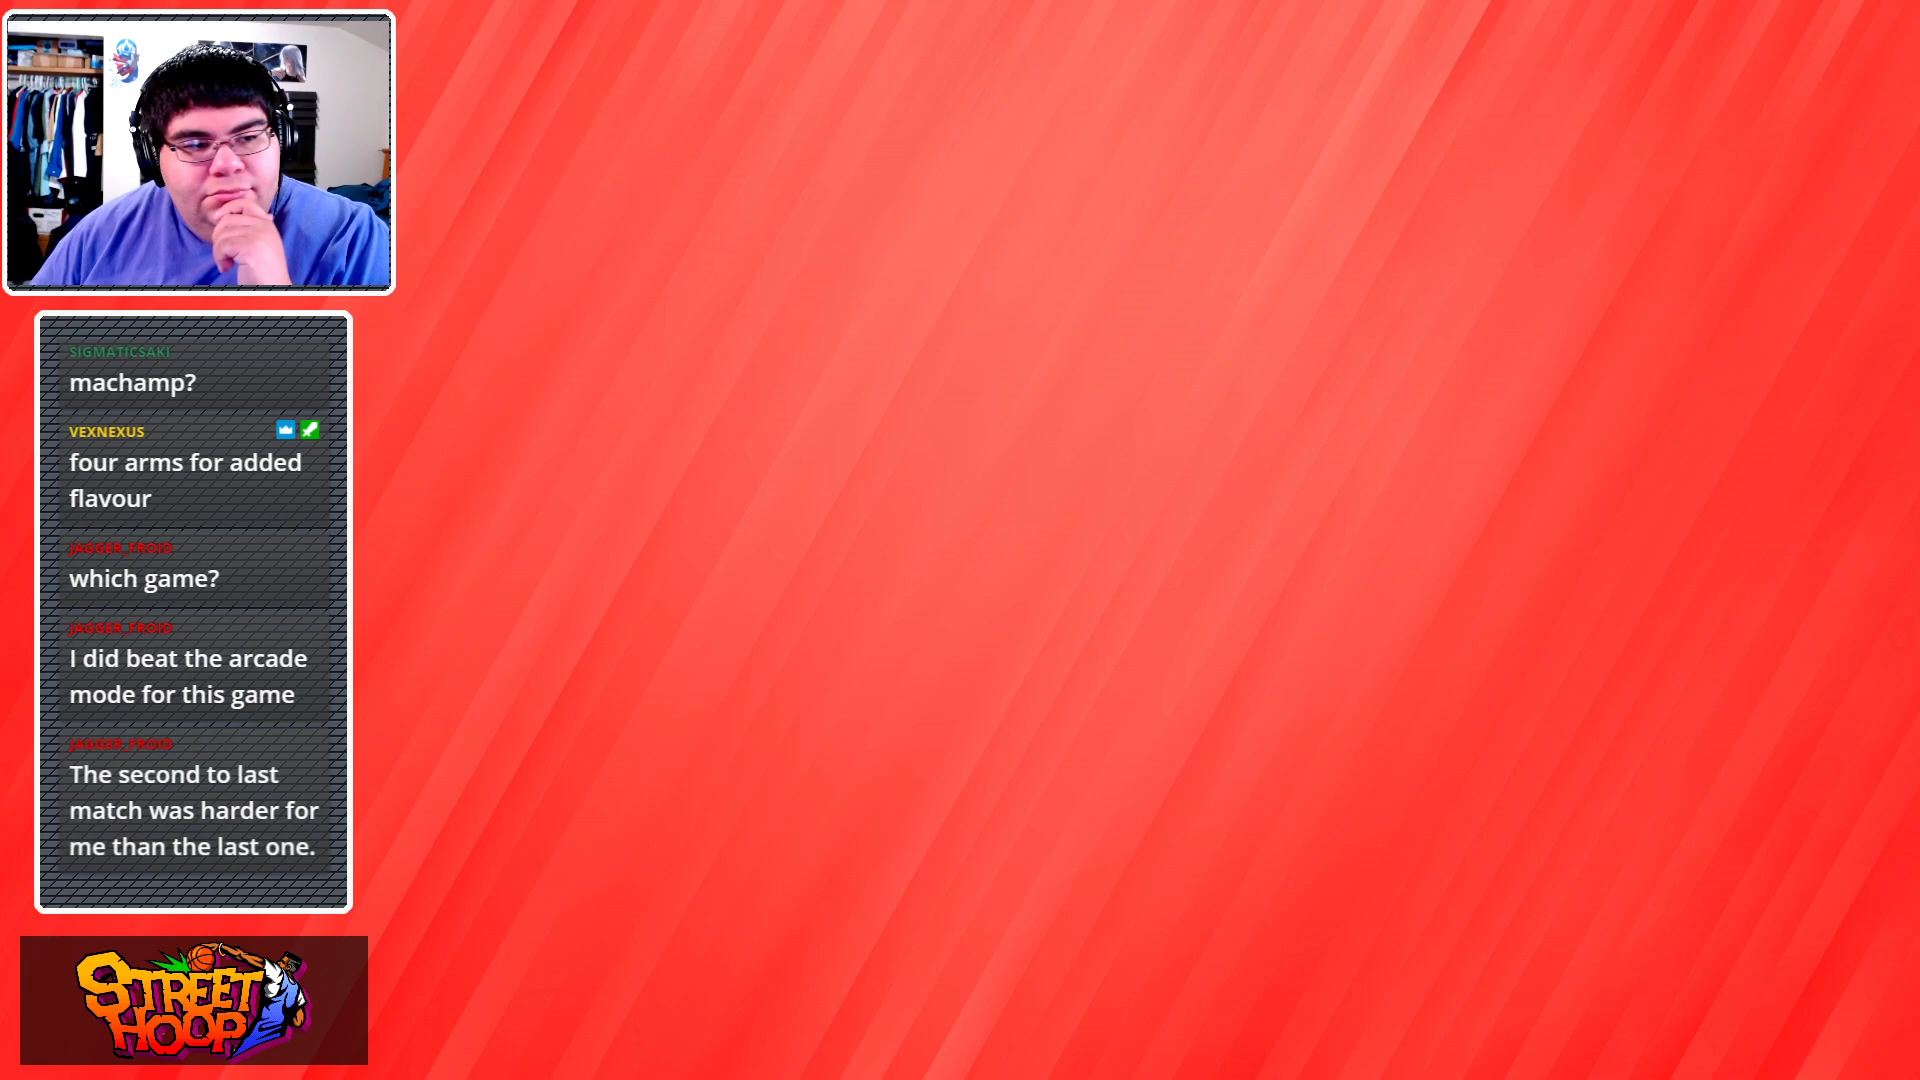 SIGMATICSAKI
machamp?
VEXNEXUS
four arms for added
flavour
JAGGER_FROID
which game?
JAGGER_FROID
I did beat the arcade
mode for this game
JAGGER_FROID
The second to last
match was harder for
me than the last one.
STREET
HOOP